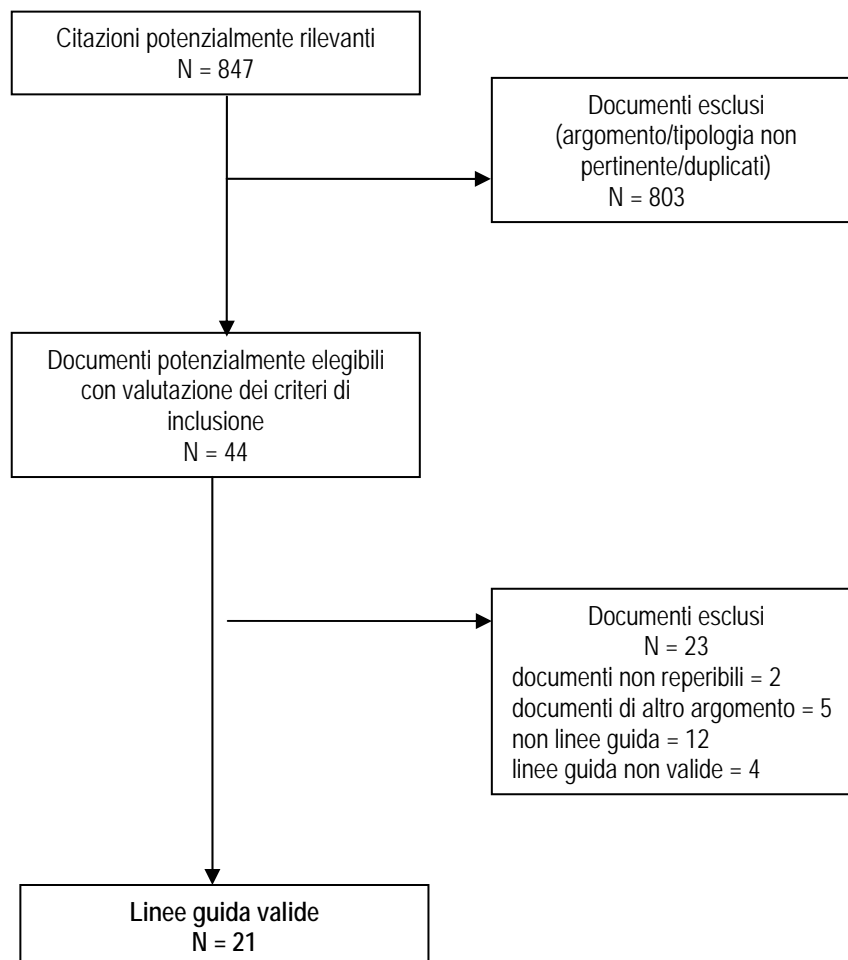 Citazioni potenzialmente rilevanti
N = 847
Documenti esclusi
(argomento/tipologia non
pertinente/duplicati)
N = 803
Documenti potenzialmente elegibili
con valutazione dei criteri di
inclusione
N = 44
Documenti esclusi
N = 23
documenti non reperibili = 2
documenti di altro argomento = 5
non linee guida = 12
linee guida non valide = 4
Linee guida valide
N = 21